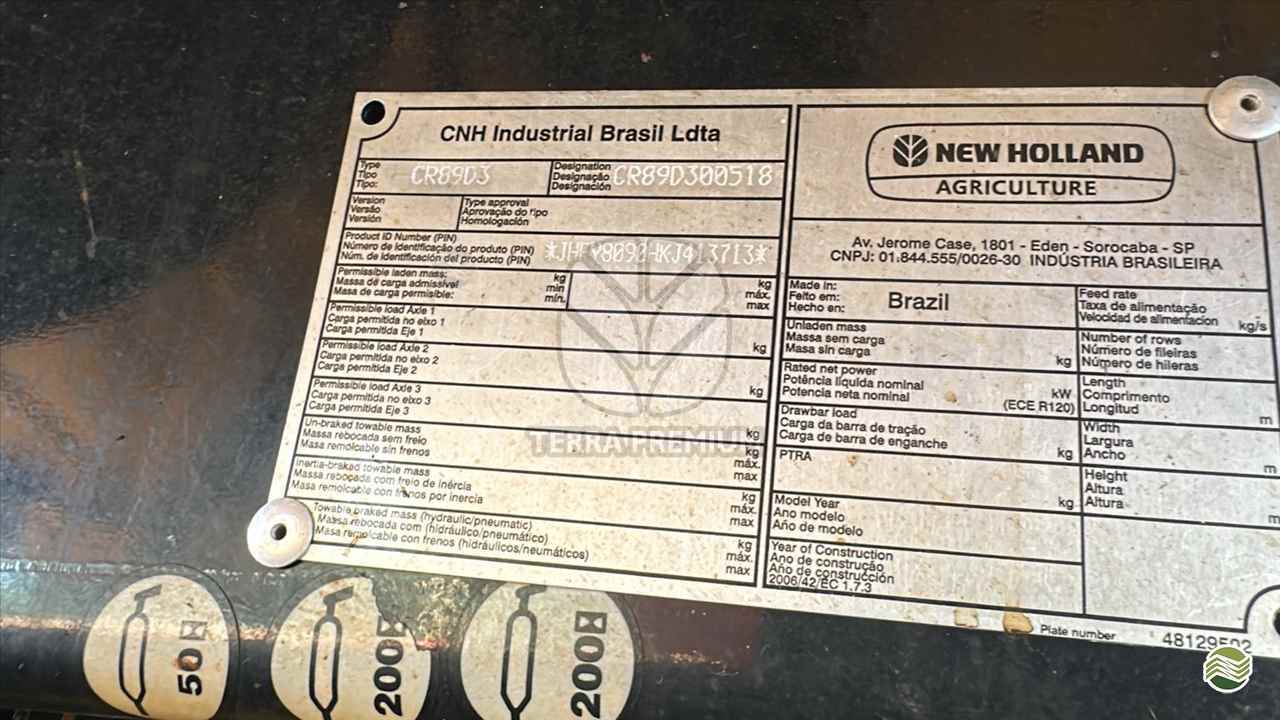 CNH Industrial Brasil Ldta
Type
Tipo
Tipo:
CR89D3
Designation
Designação
Designación
CR89D300518
Version
Versão
Versión
Type approval
Aprovação do tipo
Homologación
Product ID Number (PIN)
Número de identificação do produto (PIN)
Núm. de identificación del producto (PIN)
Permissible laden mass:
Massa de carga admissível
Masa de carga permisible:
kg
min
min.
kg
máx.
max
Permissible load Axle 1
Carga permitida no eixo 1
Carga permitida Eje 1
kg
Permissible load Axle 2
Carga permitida no eixo 2
Carga permitida Eje 2
kg
Permissible load Axle 3
Carga permitida no eixo 3
Carga permitida Eje 3
kg
Un-braked towable mass
Massa rebocada sem freio
Masa remolcable sin frenos
kg
máx.
max
Inertia-braked towable mass
Massa rebocada com freio de inércia
Masa remolcable con frenos por inercia
kg
máx.
max
Towable braked mass (hydraulic/pneumatic)
Massa rebocada com (hidráulico/pneumático)
Masa remolcable con frenos (hidráulicos/neumáticos)
kg
máx.
max
NEW HOLLAND
AGRICULTURE
Av. Jerome Case, 1801 - Eden - Sorocaba - SP
CNPJ: 01.844.555/0026-30 INDÚSTRIA BRASILEIRA
Made in:
Feito em:
Hecho en:
Brazil
Feed rate
Taxa de alimentação
Velocidad de alimentacion
kg/s
Unladen mass
Massa sem carga
Masa sin carga
kg
Number of rows
Número de fileiras
Número de hileras
Rated net power
Potência líquida nominal
Potencia neta nominal
kW
(ECE R120)
Length
Comprimento
Longitud
m
Drawbar load
Carga da barra de tração
Carga de barra de enganche
kg
Width
Largura
Ancho
m
PTRA
kg
Height
Altura
Altura
m
Model Year
Ano modelo
Año de modelo
Year of Construction
Ano de construção
Año de construcción
2006/42/EC 1.7.3
Plate number
TERRA PREMIUM
50
200
200